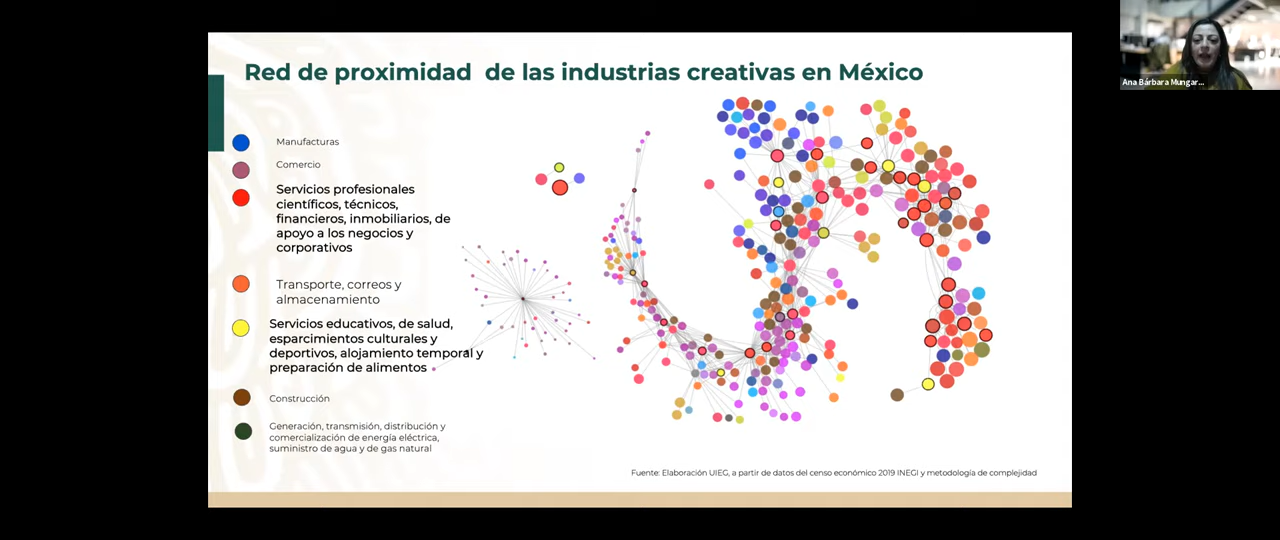 Red de proximidad de las industrias creativas en México
Ana Bárbara Mungar...
Manufacturas
Comercio
Servicios profesionales
científicos, técnicos,
financieros, inmobiliarios, de
apoyo a los negocios y
corporativos
Transporte, correos y
almacenamiento
Servicios educativos, de salud,
esparcimientos culturales y
deportivos, alojamiento temporal y
preparación de alimentos
Construcción
Generación, transmisión, distribución y
comercialización de energía eléctrica,
suministro de agua y de gas natural
Fuente: Elaboración UIEG, a partir de datos del censo económico 2019 INEGI y metodología de complejidad